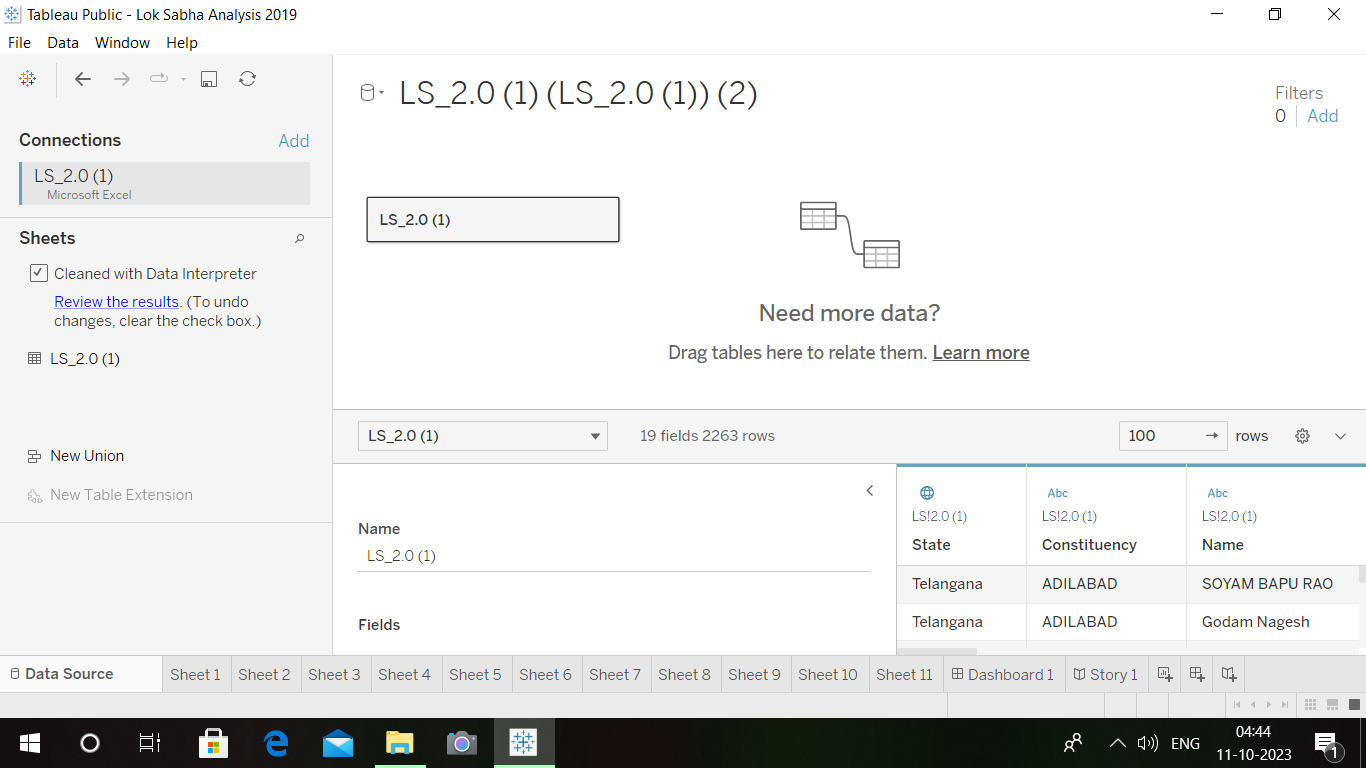 Tableau Public - Lok Sabha Analysis 2019
File Data Window Help
Connections Add
LS_2.0 (1)
Microsoft Excel
Sheets
Cleaned with Data Interpreter
Review the results. (To undo
changes, clear the check box.)
LS_2.0 (1)
New Union
New Table Extension
LS_2.0 (1) (LS_2.0 (1)) (2)
Filters
0 Add
LS_2.0 (1)
Need more data?
Drag tables here to relate them. Learn more
LS_2.0 (1) 19 fields 2263 rows 100 rows
Name
LS_2.0 (1)
Fields
Abc Abc
LS!2.0 (1) LS!2.0 (1) LS!2.0 (1)
State Constituency Name
Telangana ADILABAD SOYAM BAPU RAO
Telangana ADILABAD Godam Nagesh
Data Source Sheet 1 Sheet 2 Sheet 3 Sheet 4 Sheet 5 Sheet 6 Sheet 7 Sheet 8 Sheet 9 Sheet 10 Sheet 11 Dashboard 1 Story 1
ENG
04:44
11-10-2023
1